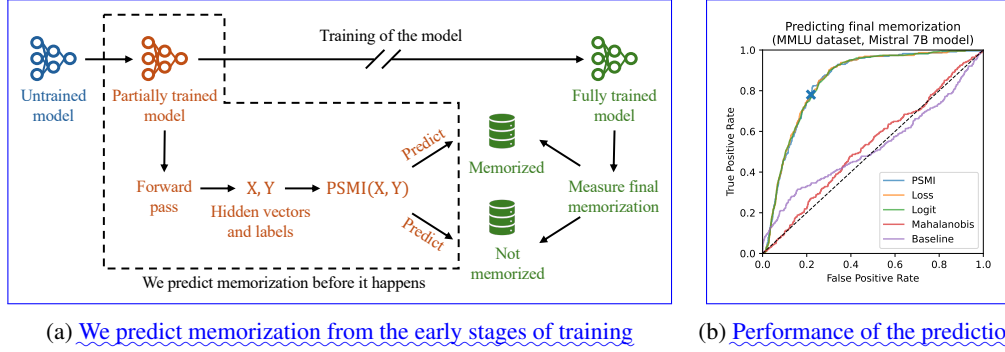 Training of the model
Untrained
model
Partially trained
model
Fully trained
model
Predict
Memorized
Forward
pass
X, Y
PSMI(X, Y)
Hidden vectors
and labels
Measure final
memorization
Predict
Not
memorized
We predict memorization before it happens
(a) We predict memorization from the early stages of training
Predicting final memorization
(MMLU dataset, Mistral 7B model)
1.0
0.8
0.6
0.4
0.2
0.0
True Positive Rate
PSMI
Loss
Logit
Mahalanobis
Baseline
0.0 0.2 0.4 0.6 0.8 1.0
False Positive Rate
(b) Performance of the predictio